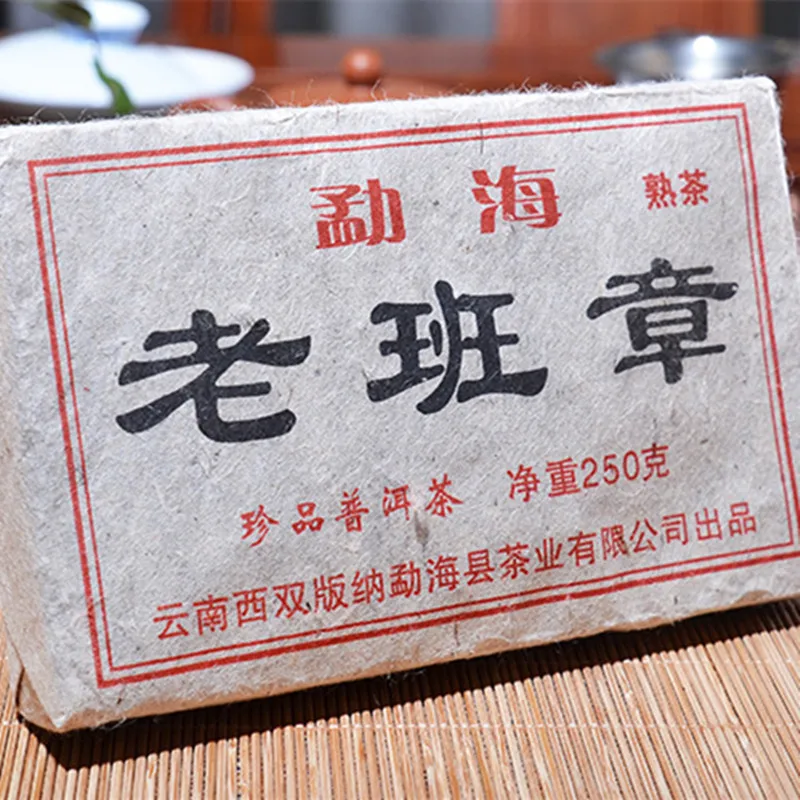 勐海 熟茶
老班章
珍品普洱茶 净重250克
云南西双版纳勐海县茶业有限公司出品